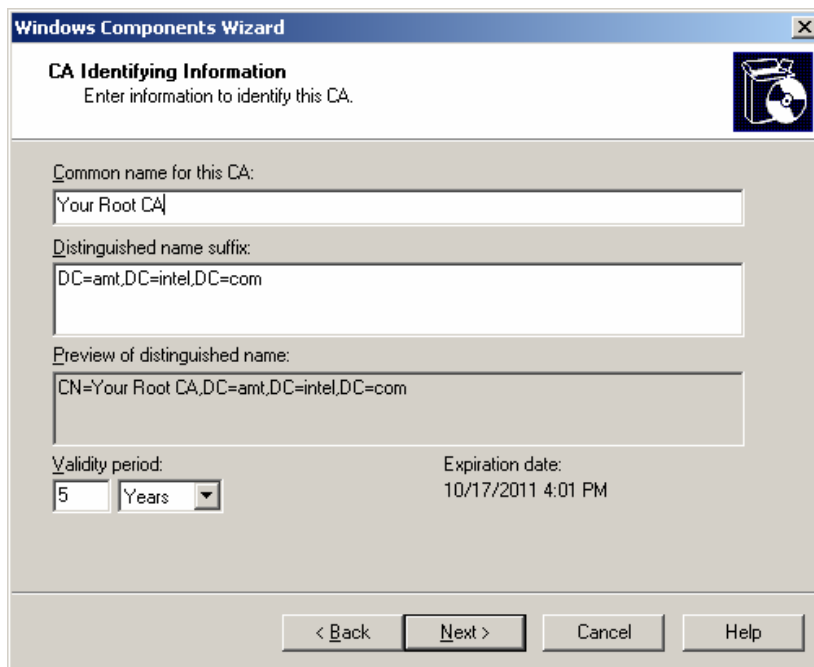 Windows Components Wizard
CA Identifying Information
Enter information to identify this CA.
Common name for this CA:
Your Root CA
Distinguished name suffix:
DC=amt,DC=intel,DC=com
Preview of distinguished name:
CN=Your Root CA,DC=amt,DC=intel,DC=com
Validity period:
Expiration date:
5 Years
10/17/2011 4:01 PM
< Back Next > Cancel Help